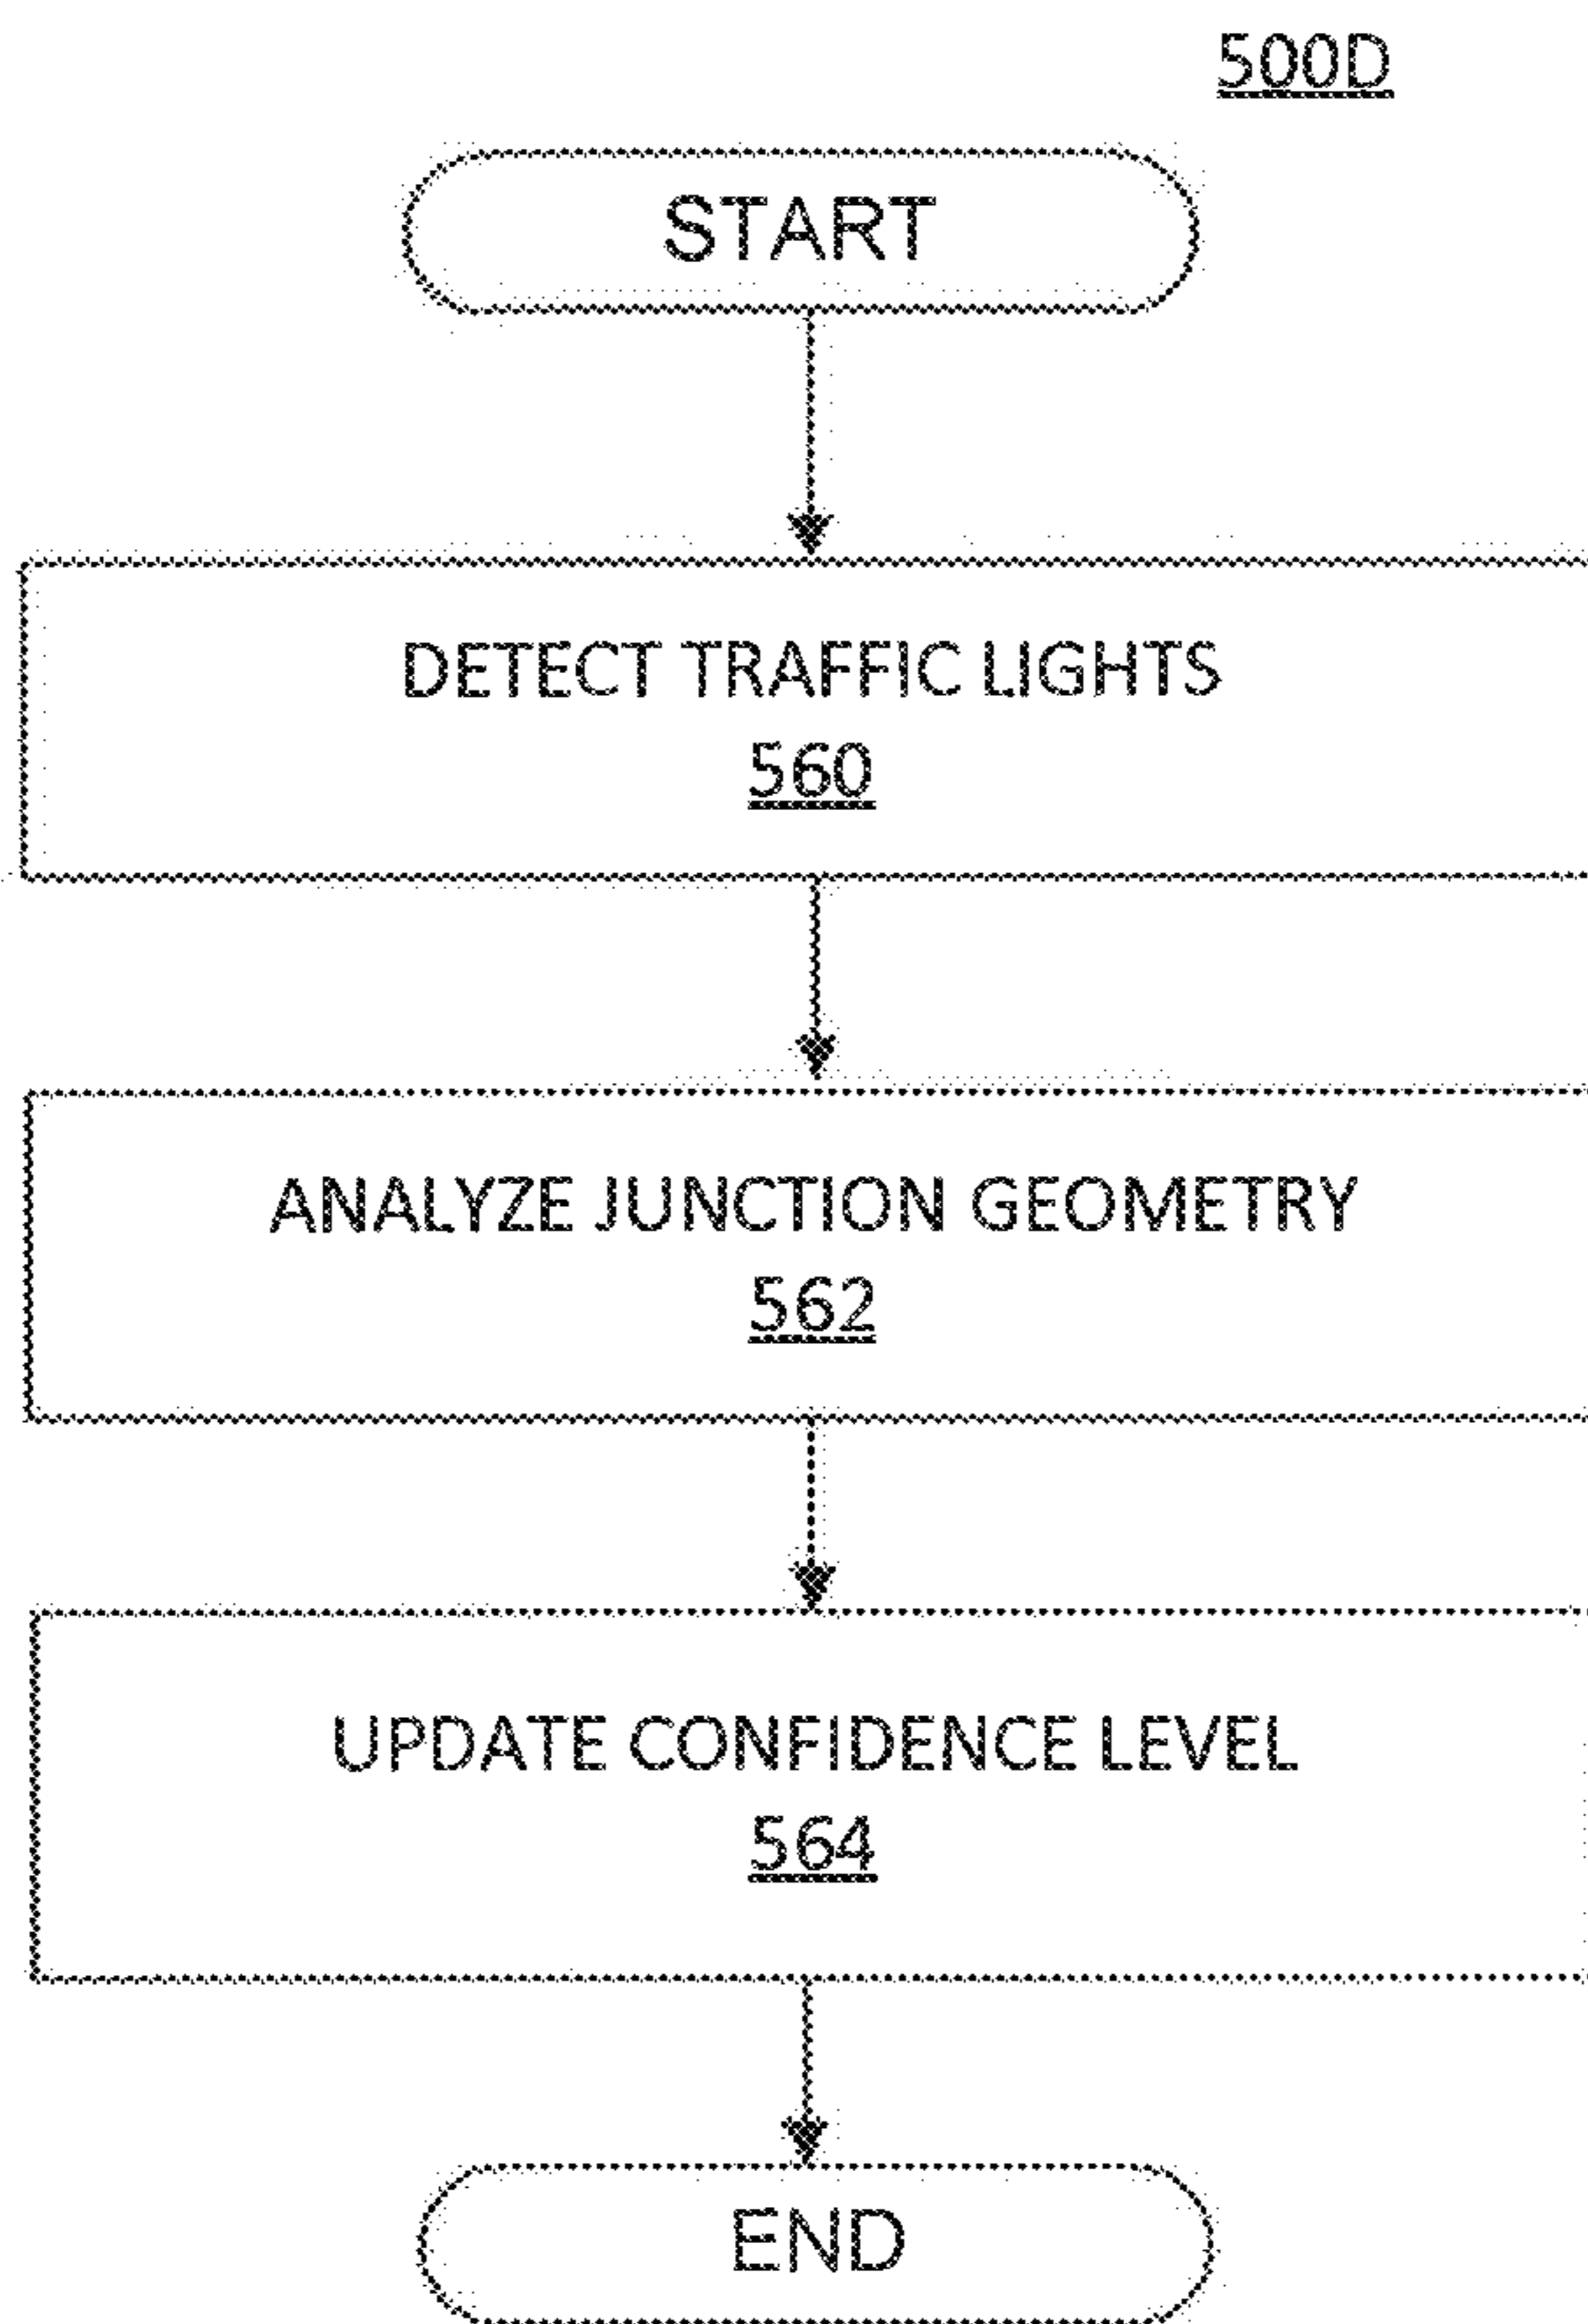 500D
START
DETECT TRAFFIC LIGHTS
560
ANALYZE JUNCTION GEOMETRY
562
UPDATE CONFIDENCE LEVEL
564
END